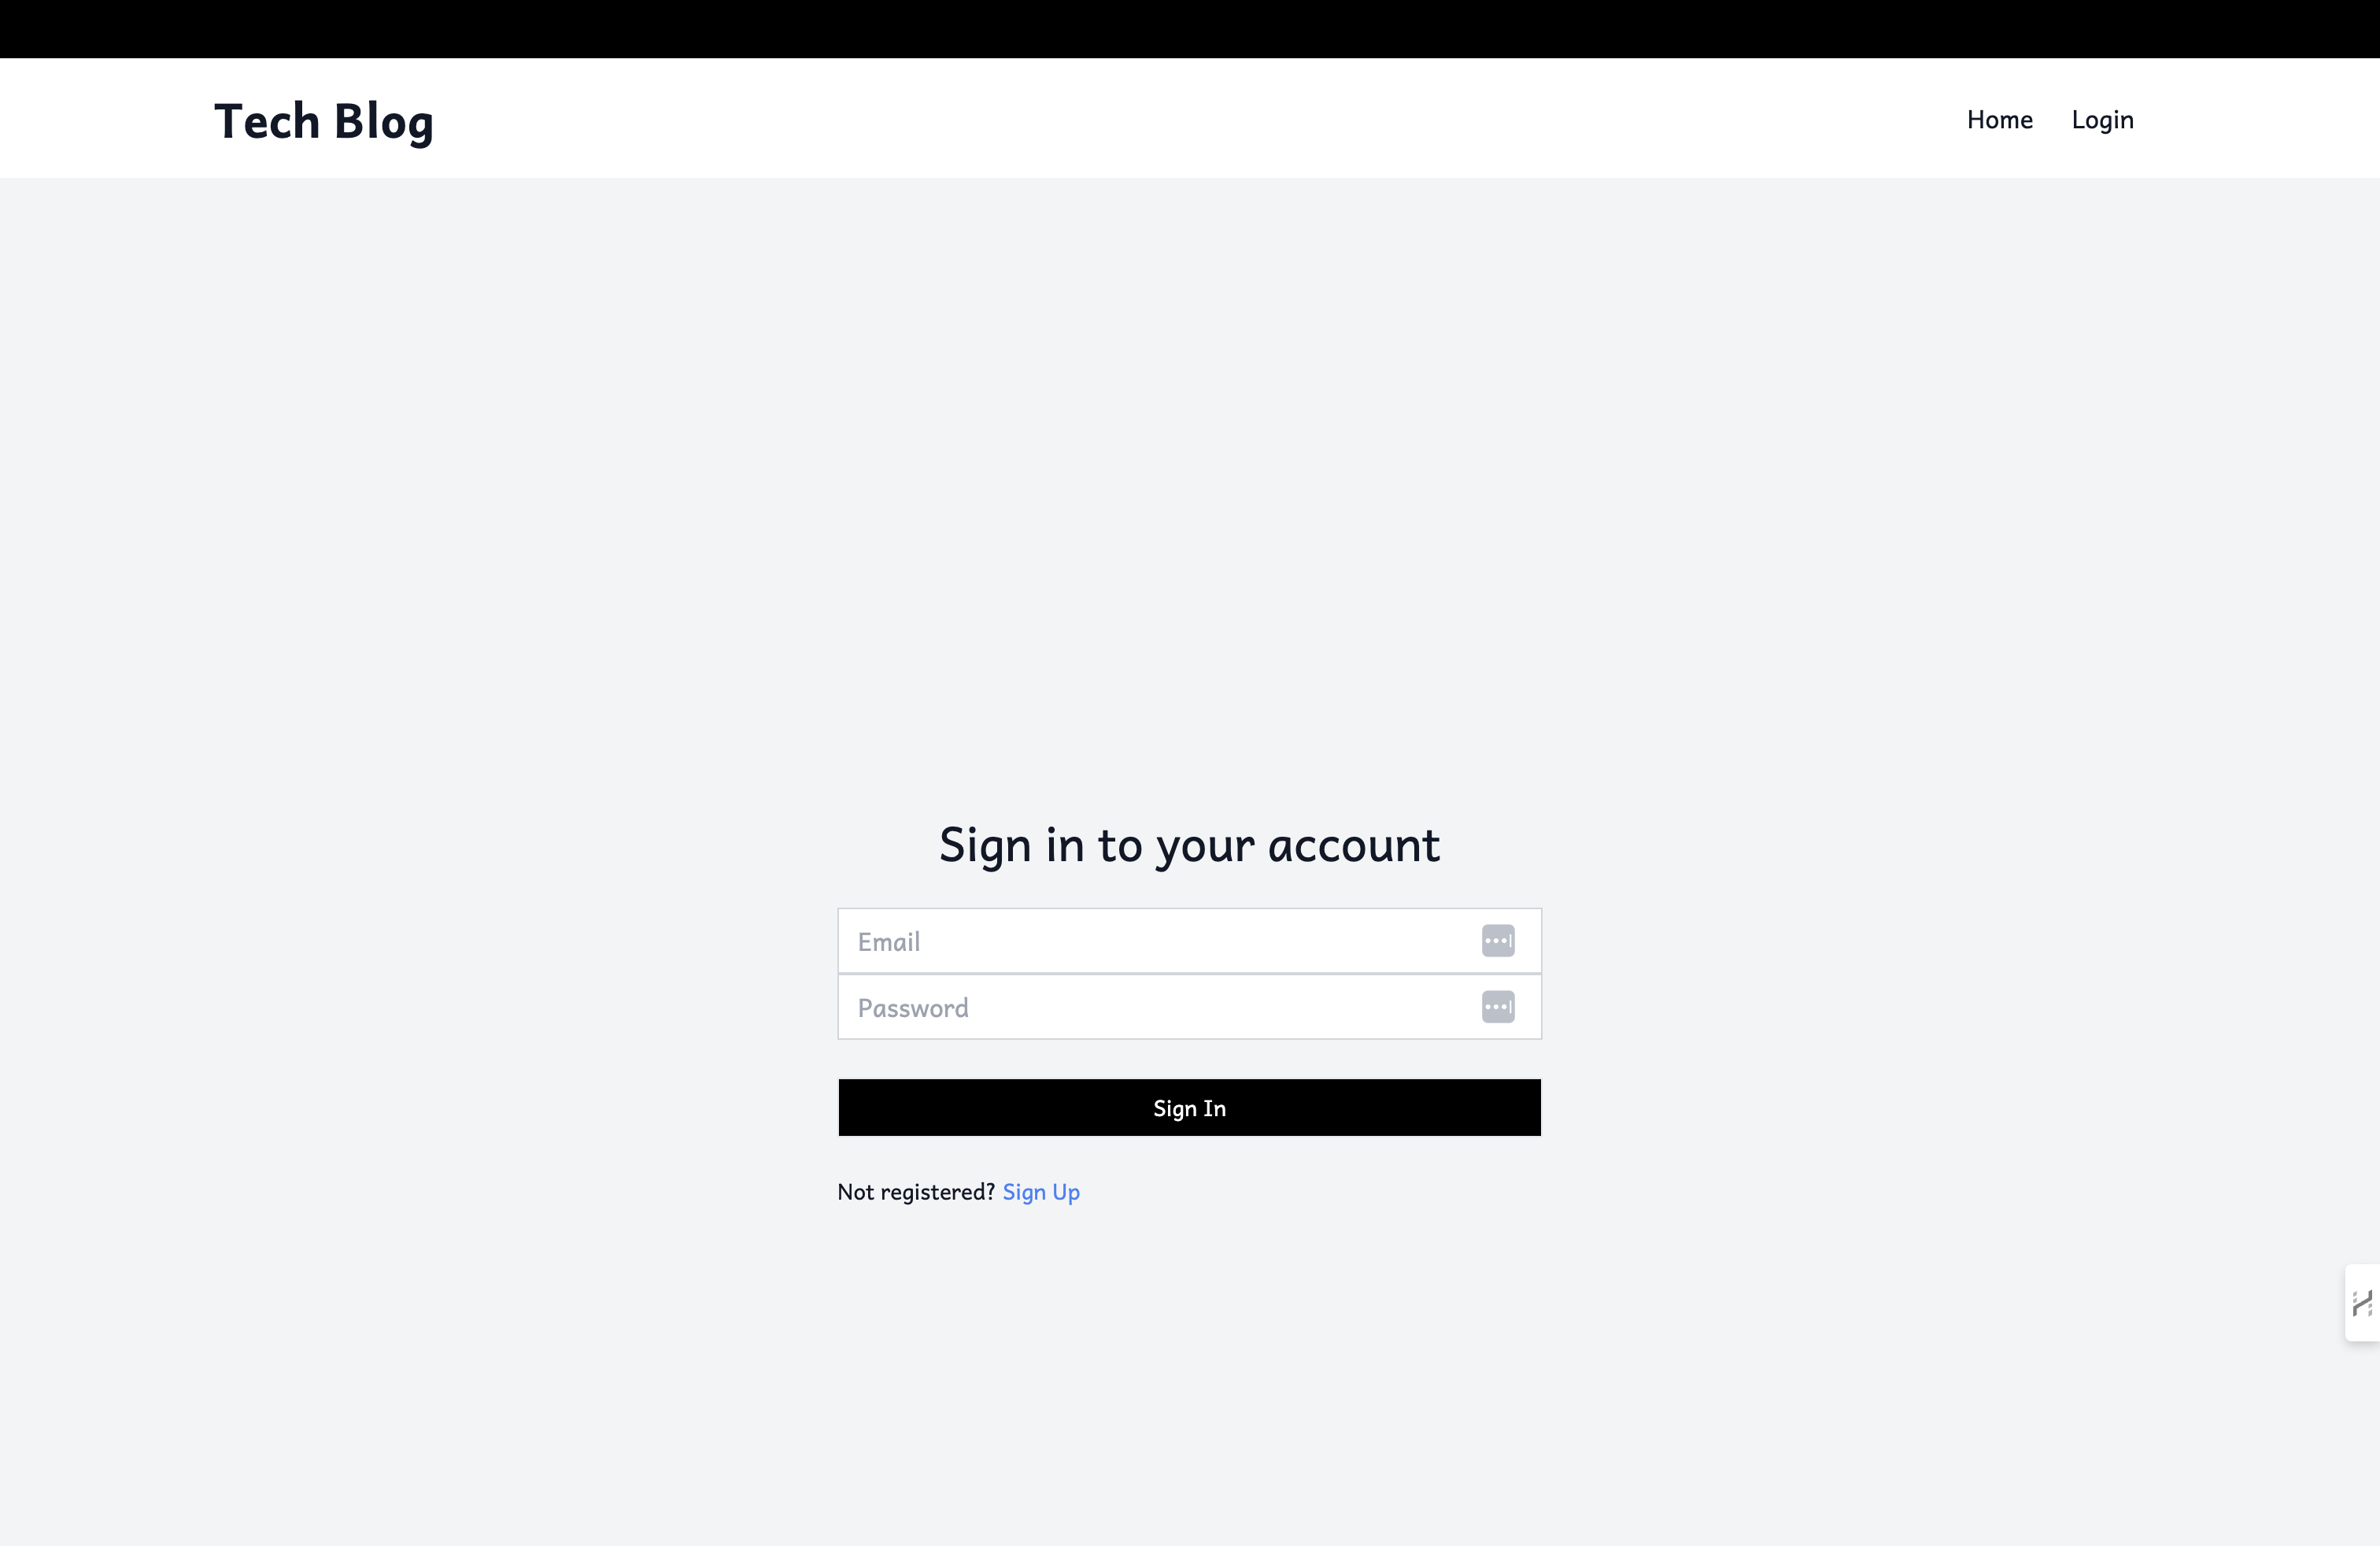 Tech Blog
Home Login
Sign in to your account
Email
Password
Sign In
Not registered? Sign Up